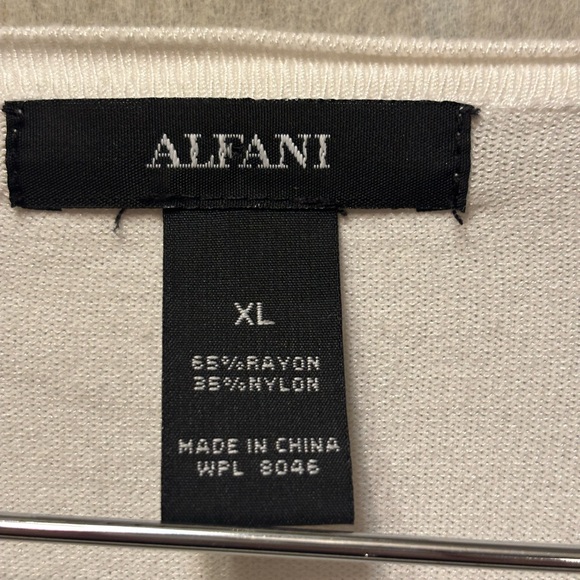 ALFANI
XL
65%RAYON
35%NYLON
MADE IN CHINA
WPL 8046